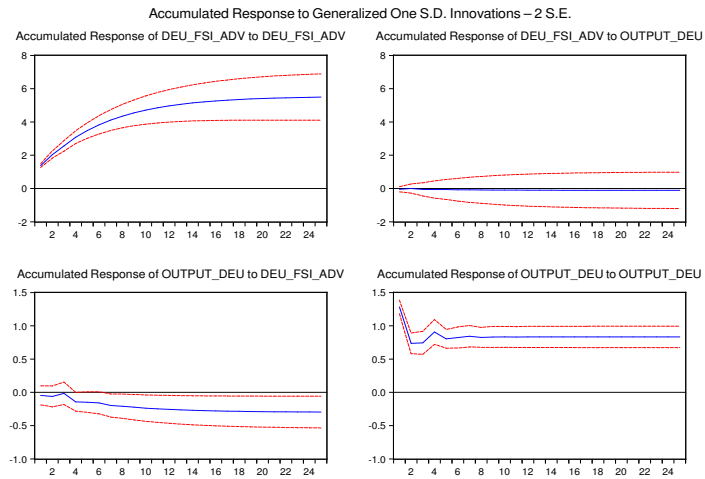 Accumulated Response to Generalized One S.D. Innovations – 2 S.E.
Accumulated Response of DEU_FSI_ADV to DEU_FSI_ADV
8
6
4
2
0
-2
2 4 6 8 10 12 14 16 18 20 22 24
Accumulated Response of DEU_FSI_ADV to OUTPUT_DEU
8
6
4
2
0
-2
2 4 6 8 10 12 14 16 18 20 22 24
Accumulated Response of OUTPUT_DEU to DEU_FSI_ADV
1.5
1.0
0.5
0.0
-0.5
-1.0
2 4 6 8 10 12 14 16 18 20 22 24
Accumulated Response of OUTPUT_DEU to OUTPUT_DEU
1.5
1.0
0.5
0.0
-0.5
-1.0
2 4 6 8 10 12 14 16 18 20 22 24